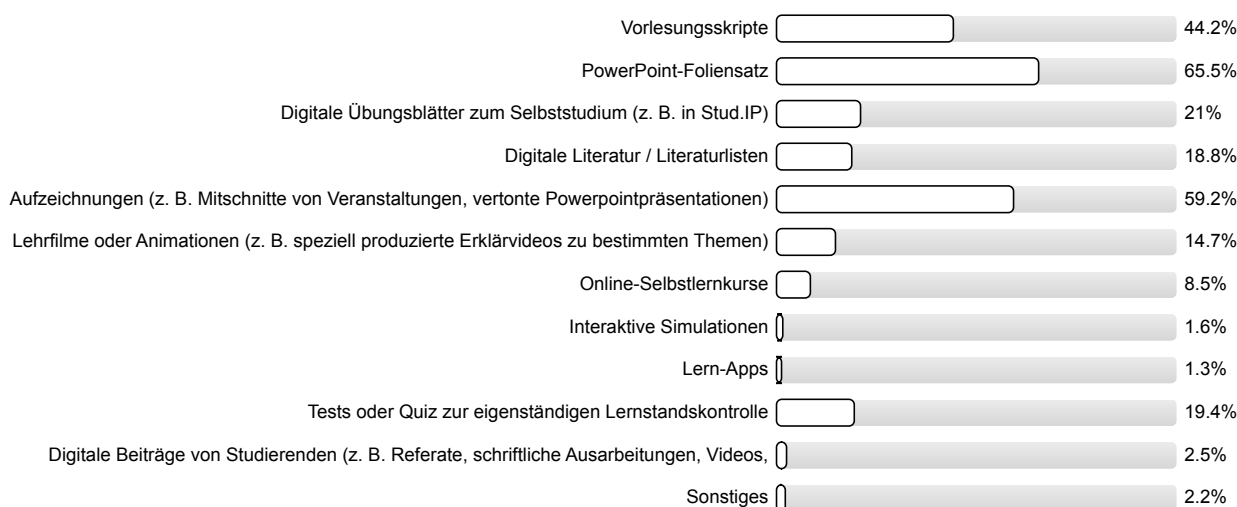 Vorlesungsskripte 44.2%
PowerPoint-Foliensatz 65.5%
Digitale Übungsblätter zum Selbststudium (z. B. in Stud.IP) 21%
Digitale Literatur / Literaturlisten 18.8%
Aufzeichnungen (z. B. Mitschnitte von Veranstaltungen, vertonte Powerpointpräsentationen) 59.2%
Lehrfilme oder Animationen (z. B. speziell produzierte Erklärvideos zu bestimmten Themen) 14.7%
Online-Selbstlernkurse 8.5%
Interaktive Simulationen 1.6%
Lern-Apps 1.3%
Tests oder Quiz zur eigenständigen Lernstandskontrolle 19.4%
Digitale Beiträge von Studierenden (z. B. Referate, schriftliche Ausarbeitungen, Videos, 2.5%
Sonstiges 2.2%